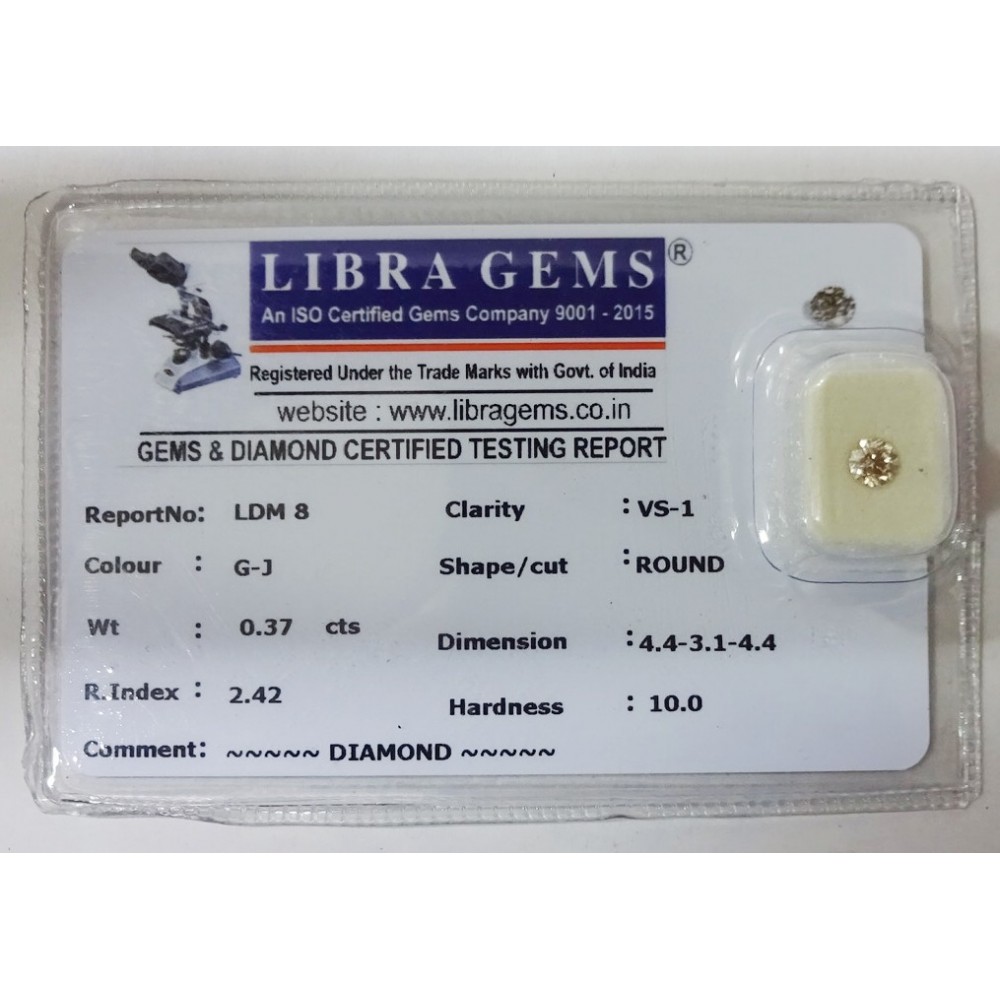 LIBRA GEMS ®
An ISO Certified Gems Company 9001 - 2015
Registered Under the Trade Marks with Govt. of India
website : www.libragems.co.in
GEMS & DIAMOND CERTIFIED TESTING REPORT
ReportNo: LDM 8 Clarity : VS-1
Colour : G-J Shape/cut : ROUND
Wt : 0.37 cts Dimension : 4.4-3.1-4.4
R.Index : 2.42 Hardness : 10.0
Comment: ~~~~~ DIAMOND ~~~~~